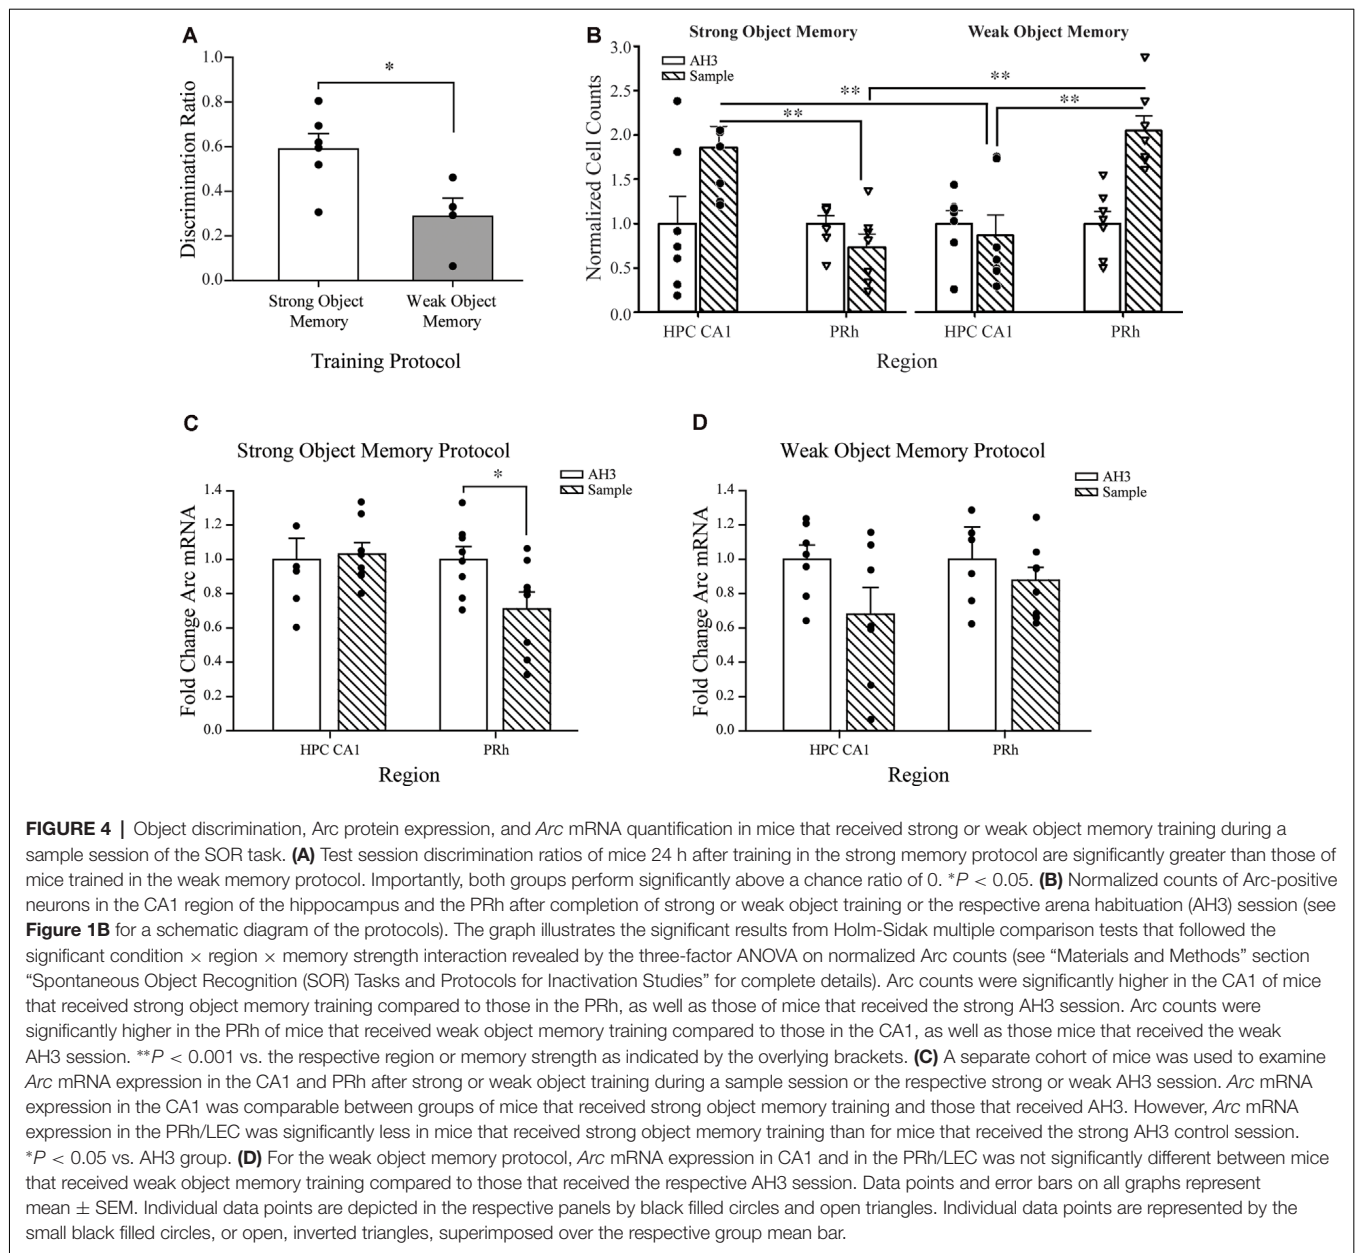 A
Discrimination Ratio
1.0
0.8
0.6
0.4
0.2
0.0
*
Strong Object
Memory
Weak Object
Memory
Training Protocol
B
Strong Object Memory
Weak Object Memory
Normalized Cell Counts
3.0
2.5
2.0
1.5
1.0
0.5
0.0
AH3
Sample
**
**
**
**
HPC CA1
PRh
HPC CA1
PRh
Region
C
Strong Object Memory Protocol
AH3
Sample
Fold Change Arc mRNA
1.4
1.2
1.0
0.8
0.6
0.4
0.2
0.0
*
HPC CA1
PRh
Region
D
Weak Object Memory Protocol
AH3
Sample
Fold Change Arc mRNA
1.4
1.2
1.0
0.8
0.6
0.4
0.2
0.0
HPC CA1
PRh
Region
FIGURE 4 | Object discrimination, Arc protein expression, and Arc mRNA quantification in mice that received strong or weak object memory training during a
sample session of the SOR task. (A) Test session discrimination ratios of mice 24 h after training in the strong memory protocol are significantly greater than those of
mice trained in the weak memory protocol. Importantly, both groups perform significantly above a chance ratio of 0. *P < 0.05. (B) Normalized counts of Arc-positive
neurons in the CA1 region of the hippocampus and the PRh after completion of strong or weak object training or the respective arena habituation (AH3) session (see
Figure 1B for a schematic diagram of the protocols). The graph illustrates the significant results from Holm-Sidak multiple comparison tests that followed the
significant condition × region × memory strength interaction revealed by the three-factor ANOVA on normalized Arc counts (see “Materials and Methods” section
“Spontaneous Object Recognition (SOR) Tasks and Protocols for Inactivation Studies” for complete details). Arc counts were significantly higher in the CA1 of mice
that received strong object memory training compared to those in the PRh, as well as those of mice that received the strong AH3 session. Arc counts were
significantly higher in the PRh of mice that received weak object memory training compared to those in the CA1, as well as those mice that received the weak
AH3 session. **P < 0.001 vs. the respective region or memory strength as indicated by the overlying brackets. (C) A separate cohort of mice was used to examine
Arc mRNA expression in the CA1 and PRh after strong or weak object training during a sample session or the respective strong or weak AH3 session. Arc mRNA
expression in the CA1 was comparable between groups of mice that received strong object memory training and those that received AH3. However, Arc mRNA
expression in the PRh/LEC was significantly less in mice that received strong object memory training than for mice that received the strong AH3 control session.
*P < 0.05 vs. AH3 group. (D) For the weak object memory protocol, Arc mRNA expression in CA1 and in the PRh/LEC was not significantly different between mice
that received weak object memory training compared to those that received the respective AH3 session. Data points and error bars on all graphs represent
mean ± SEM. Individual data points are depicted in the respective panels by black filled circles and open triangles. Individual data points are represented by the
small black filled circles, or open, inverted triangles, superimposed over the respective group mean bar.